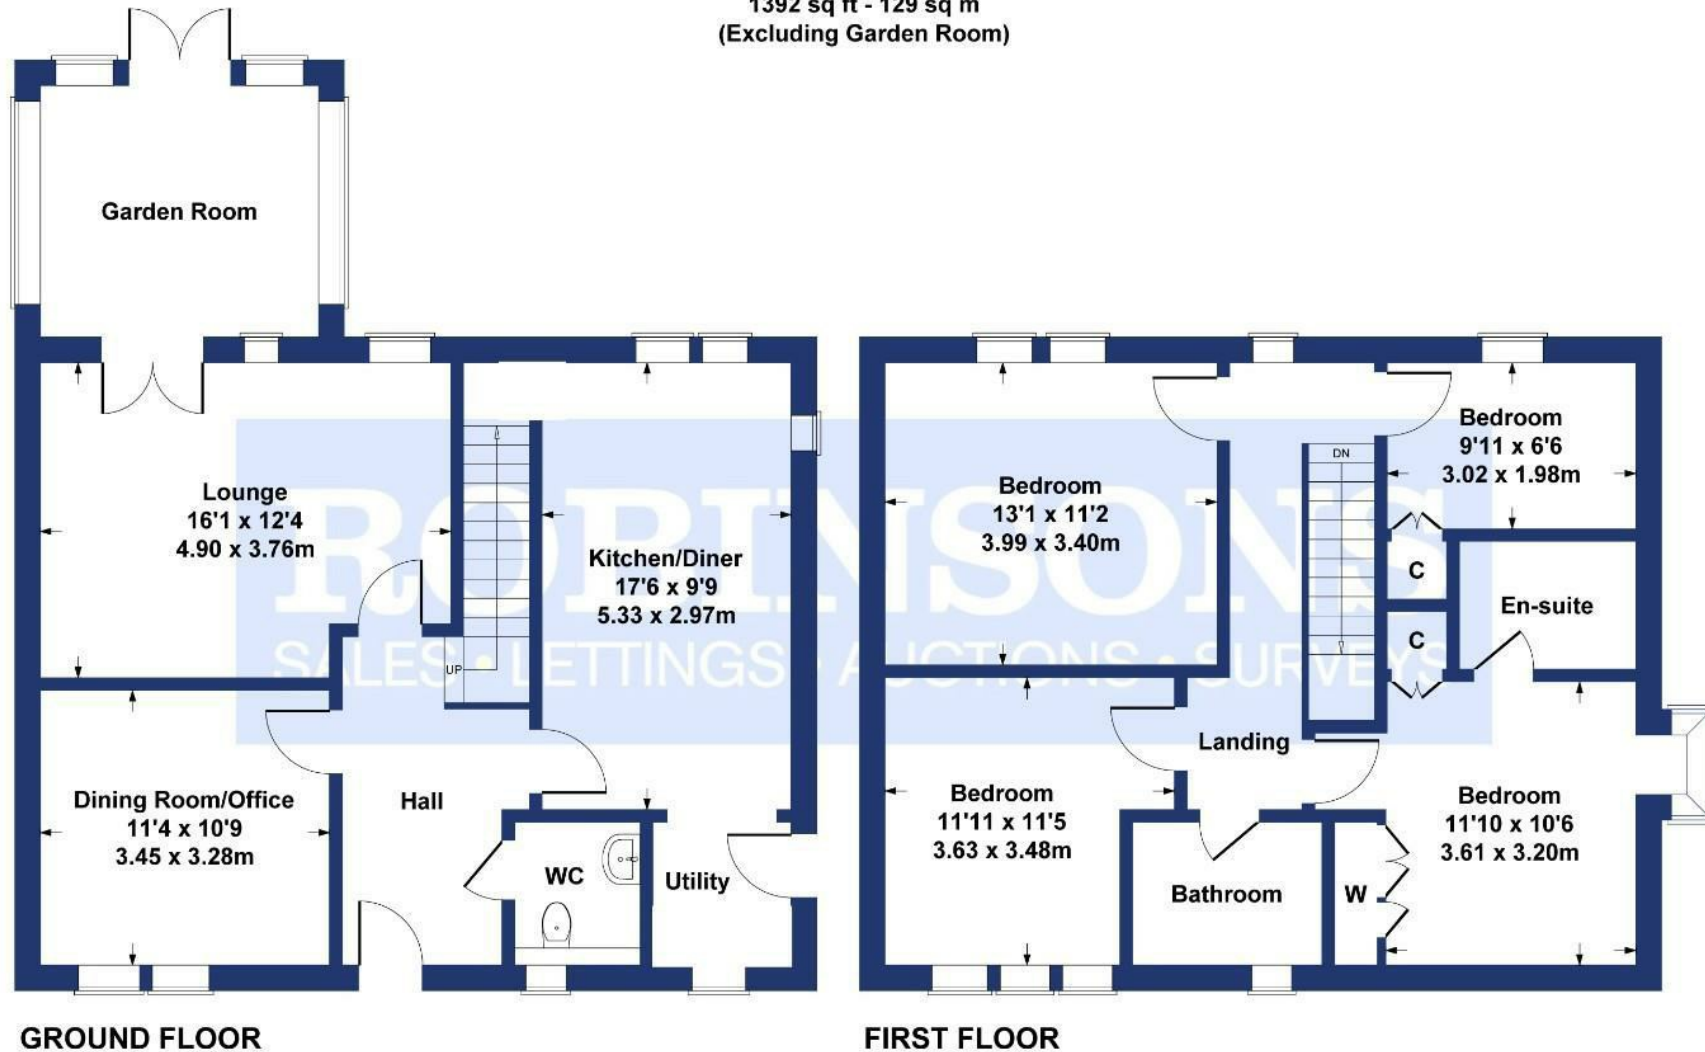 1392 sq ft - 129 sq m
(Excluding Garden Room)
Garden Room
Lounge
16'1 x 12'4
4.90 x 3.76m
Kitchen/Diner
17'6 x 9'9
5.33 x 2.97m
UP
Dining Room/Office
11'4 x 10'9
3.45 x 3.28m
Hall
WC
Utility
GROUND FLOOR
Bedroom
13'1 x 11'2
3.99 x 3.40m
DN
Bedroom
9'11 x 6'6
3.02 x 1.98m
C
En-suite
C
Landing
Bedroom
11'11 x 11'5
3.63 x 3.48m
Bathroom
W
Bedroom
11'10 x 10'6
3.61 x 3.20m
FIRST FLOOR
ROBINSONS
SALES • LETTINGS • AUCTIONS • SURVEYS